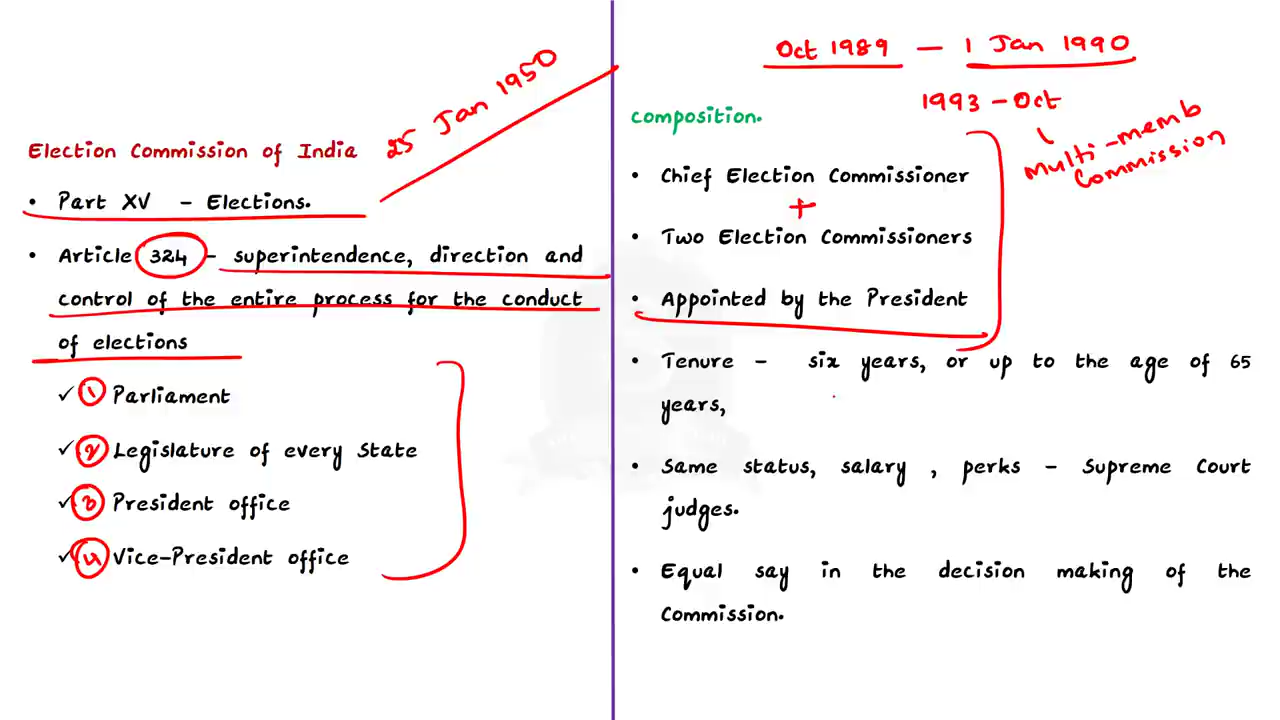 25 Jan 1950
Election Commission of India
• Part XV - Elections.
• Article 324 - superintendence, direction and
control of the entire process for the conduct
of elections
✓ 1 Parliament
✓ 2 Legislature of every State
✓ 3 President office
✓ 4 Vice-President office
Oct 1989 — 1 Jan 1990
1993 - Oct
Multi-memb
Commission
composition.
• Chief Election Commissioner
+
• Two Election Commissioners
• Appointed by the President
• Tenure - six years, or up to the age of 65
years,
• Same status, salary , perks - Supreme Court
judges.
• Equal say in the decision making of the
Commission.